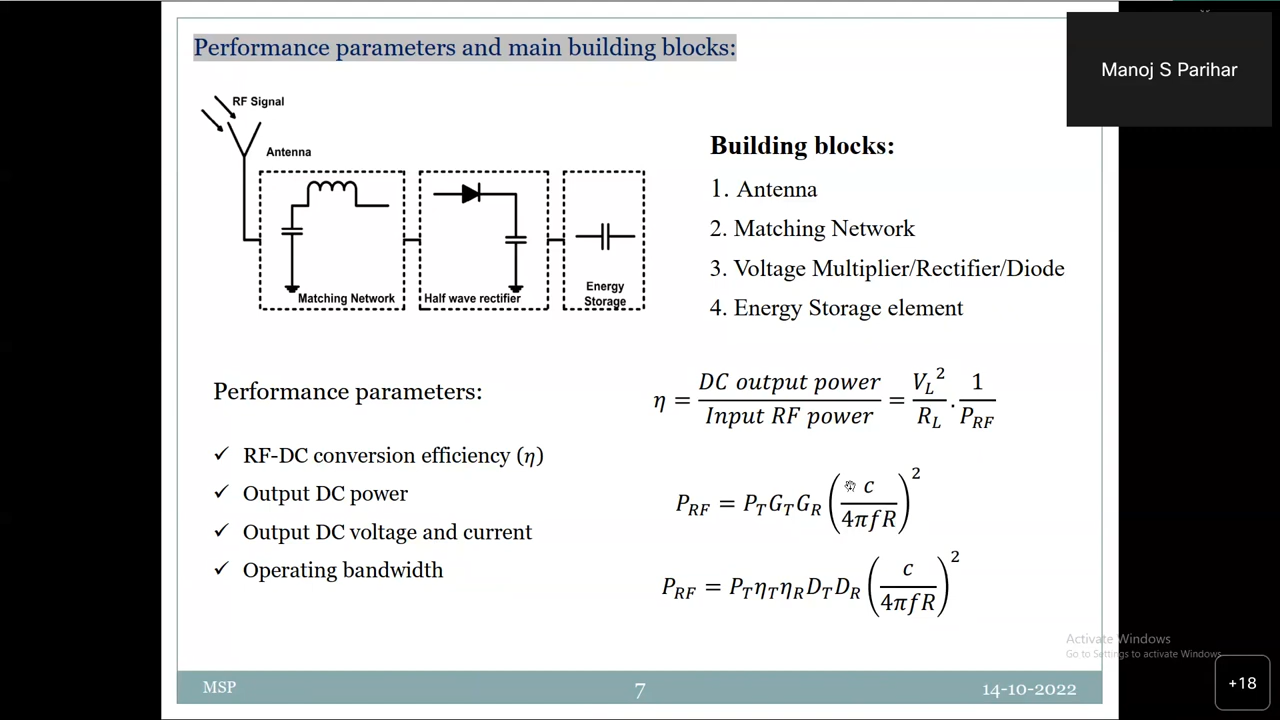 Performance parameters and main building blocks:
Manoj S Parihar
RF Signal
Antenna
Matching Network
Half wave rectifier
Energy
Storage
Building blocks:
1. Antenna
2. Matching Network
3. Voltage Multiplier/Rectifier/Diode
4. Energy Storage element
Performance parameters:
✓ RF-DC conversion efficiency (η)
✓ Output DC power
✓ Output DC voltage and current
✓ Operating bandwidth
η = DC output power / Input RF power = V_L² / R_L . 1 / P_RF
P_RF = P_T G_T G_R (c / 4πfR)²
P_RF = P_T η_T η_R D_T D_R (c / 4πfR)²
Activate Windows
Go to Settings to activate Windows.
MSP
7
14-10-2022
+18